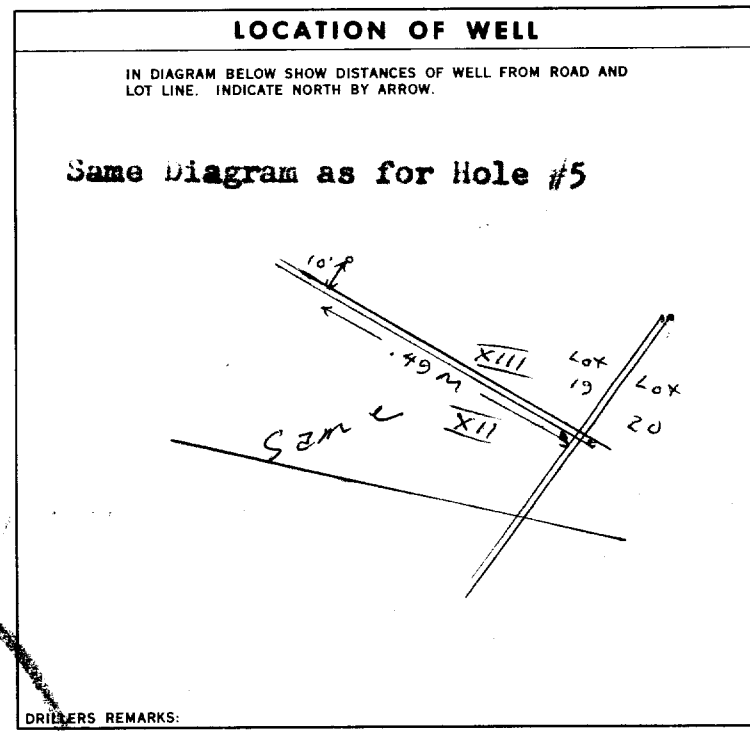 LOCATION OF WELL
IN DIAGRAM BELOW SHOW DISTANCES OF WELL FROM ROAD AND
LOT LINE. INDICATE NORTH BY ARROW.
Same Diagram as for Hole #5
10'
.49 M
XIII
Lot
19
Lot
20
XII
Same
DRILLERS REMARKS: